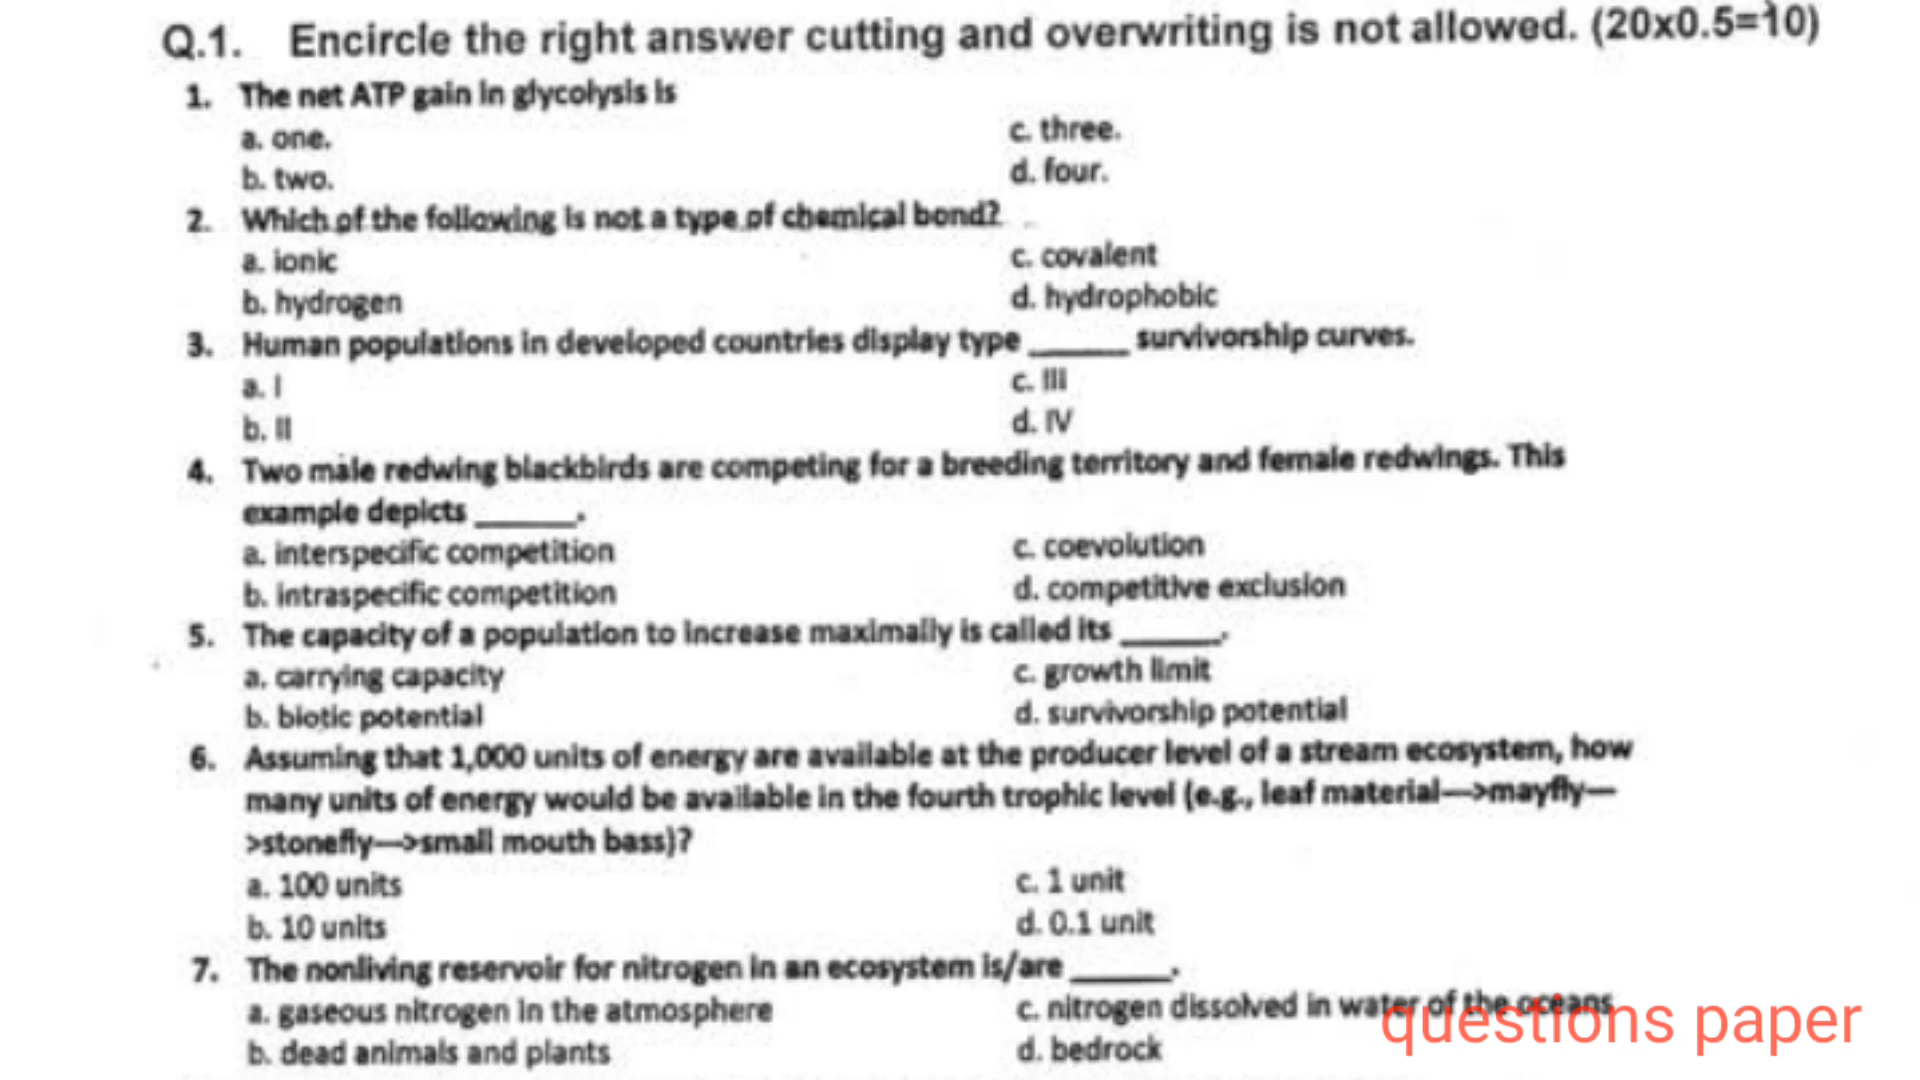 Q.1. Encircle the right answer cutting and overwriting is not allowed. (20x0.5=10)
1. The net ATP gain in glycolysis is
a. one.
c. three.
b. two.
d. four.
2. Which of the following is not a type of chemical bond?
a. ionic
c. covalent
b. hydrogen
d. hydrophobic
3. Human populations in developed countries display type ______ survivorship curves.
a. I
c. III
b. II
d. IV
4. Two male redwing blackbirds are competing for a breeding territory and female redwings. This
example depicts ______.
a. interspecific competition
c. coevolution
b. intraspecific competition
d. competitive exclusion
5. The capacity of a population to increase maximally is called its ______.
a. carrying capacity
c. growth limit
b. biotic potential
d. survivorship potential
6. Assuming that 1,000 units of energy are available at the producer level of a stream ecosystem, how
many units of energy would be available in the fourth trophic level (e.g., leaf material—>mayfly—
>stonefly—>small mouth bass)?
a. 100 units
c. 1 unit
b. 10 units
d. 0.1 unit
7. The nonliving reservoir for nitrogen in an ecosystem is/are ______.
a. gaseous nitrogen in the atmosphere
c. nitrogen dissolved in water of the oceans
b. dead animals and plants
d. bedrock
questions paper